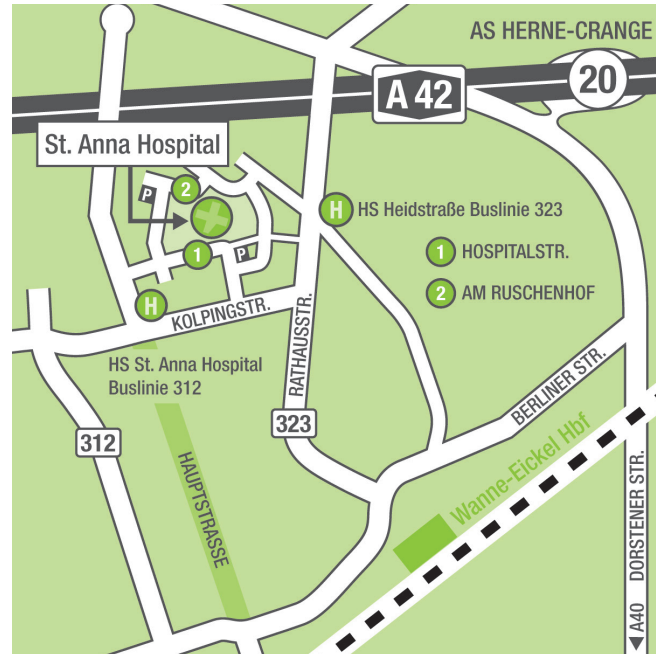 AS HERNE-CRANGE
20
A 42
St. Anna Hospital
P
2
1
P
H
HS Heidstraße Buslinie 323
1 HOSPITALSTR.
2 AM RUSCHENHOF
H
KOLPINGSTR.
RATHAUSSTR.
HS St. Anna Hospital
Buslinie 312
BERLINER STR.
312
323
HAUPTSTRASSE
Wanne-Eickel Hbf
DORSTENER STR.
◀A40